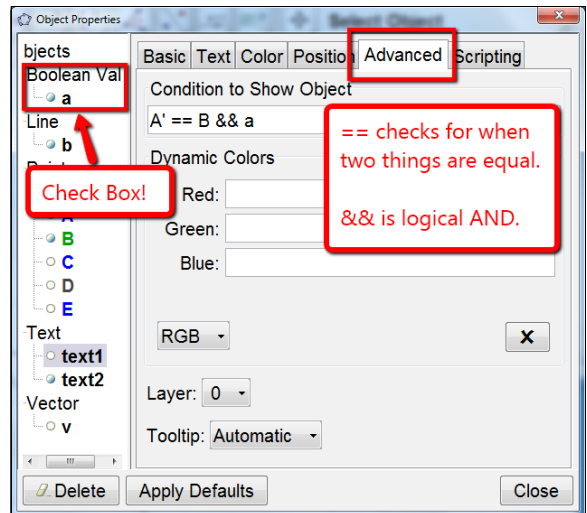 Object Properties
Select Object
bjects
Boolean Val
a
Line
b
A
B
C
D
E
Text
text1
text2
Vector
v
Basic Text Color Position Advanced Scripting
Condition to Show Object
A' == B && a
Dynamic Colors
Red:
Green:
Blue:
RGB
X
Layer: 0
Tooltip: Automatic
Check Box!
== checks for when
two things are equal.
&& is logical AND.
Delete Apply Defaults Close